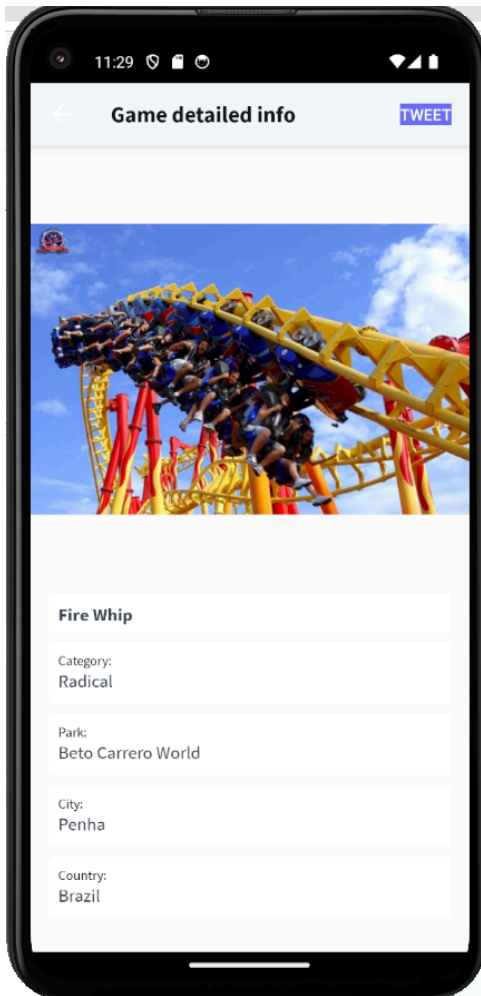 11:29
Game detailed info
TWEET
Fire Whip
Category:
Radical
Park:
Beto Carrero World
City:
Penha
Country:
Brazil